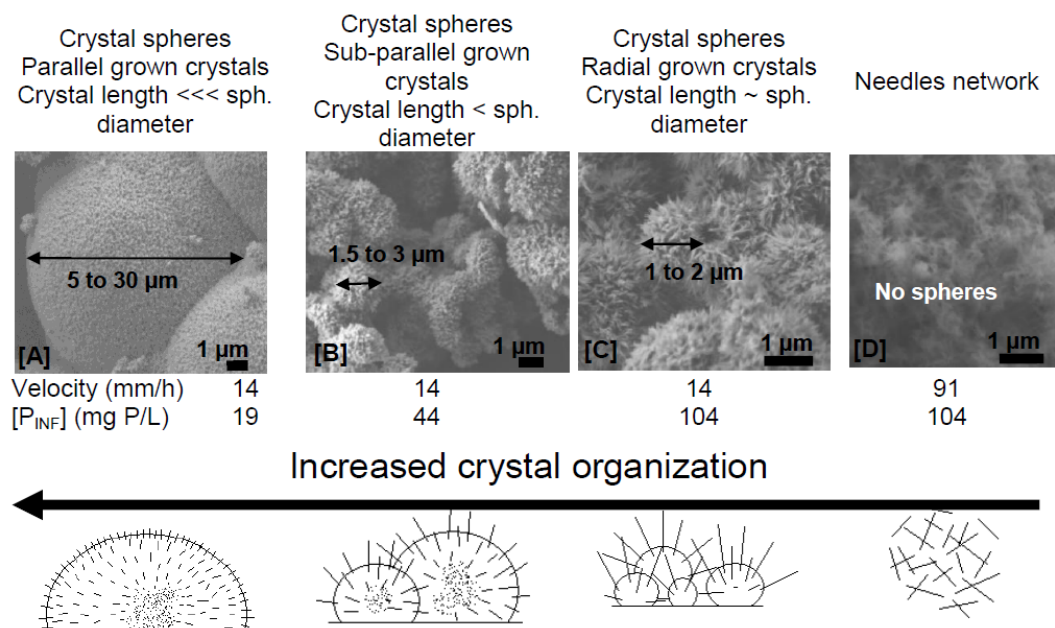 Crystal spheres
Parallel grown crystals
Crystal length <<< sph.
diameter
Crystal spheres
Sub-parallel grown
crystals
Crystal length < sph.
diameter
Crystal spheres
Radial grown crystals
Crystal length ~ sph.
diameter
Needles network
5 to 30 µm
[A]
1 µm
1.5 to 3 µm
[B]
1 µm
1 to 2 µm
[C]
1 µm
No spheres
[D]
1 µm
Velocity (mm/h) 14 14 14 91
[P_INF] (mg P/L) 19 44 104 104
Increased crystal organization